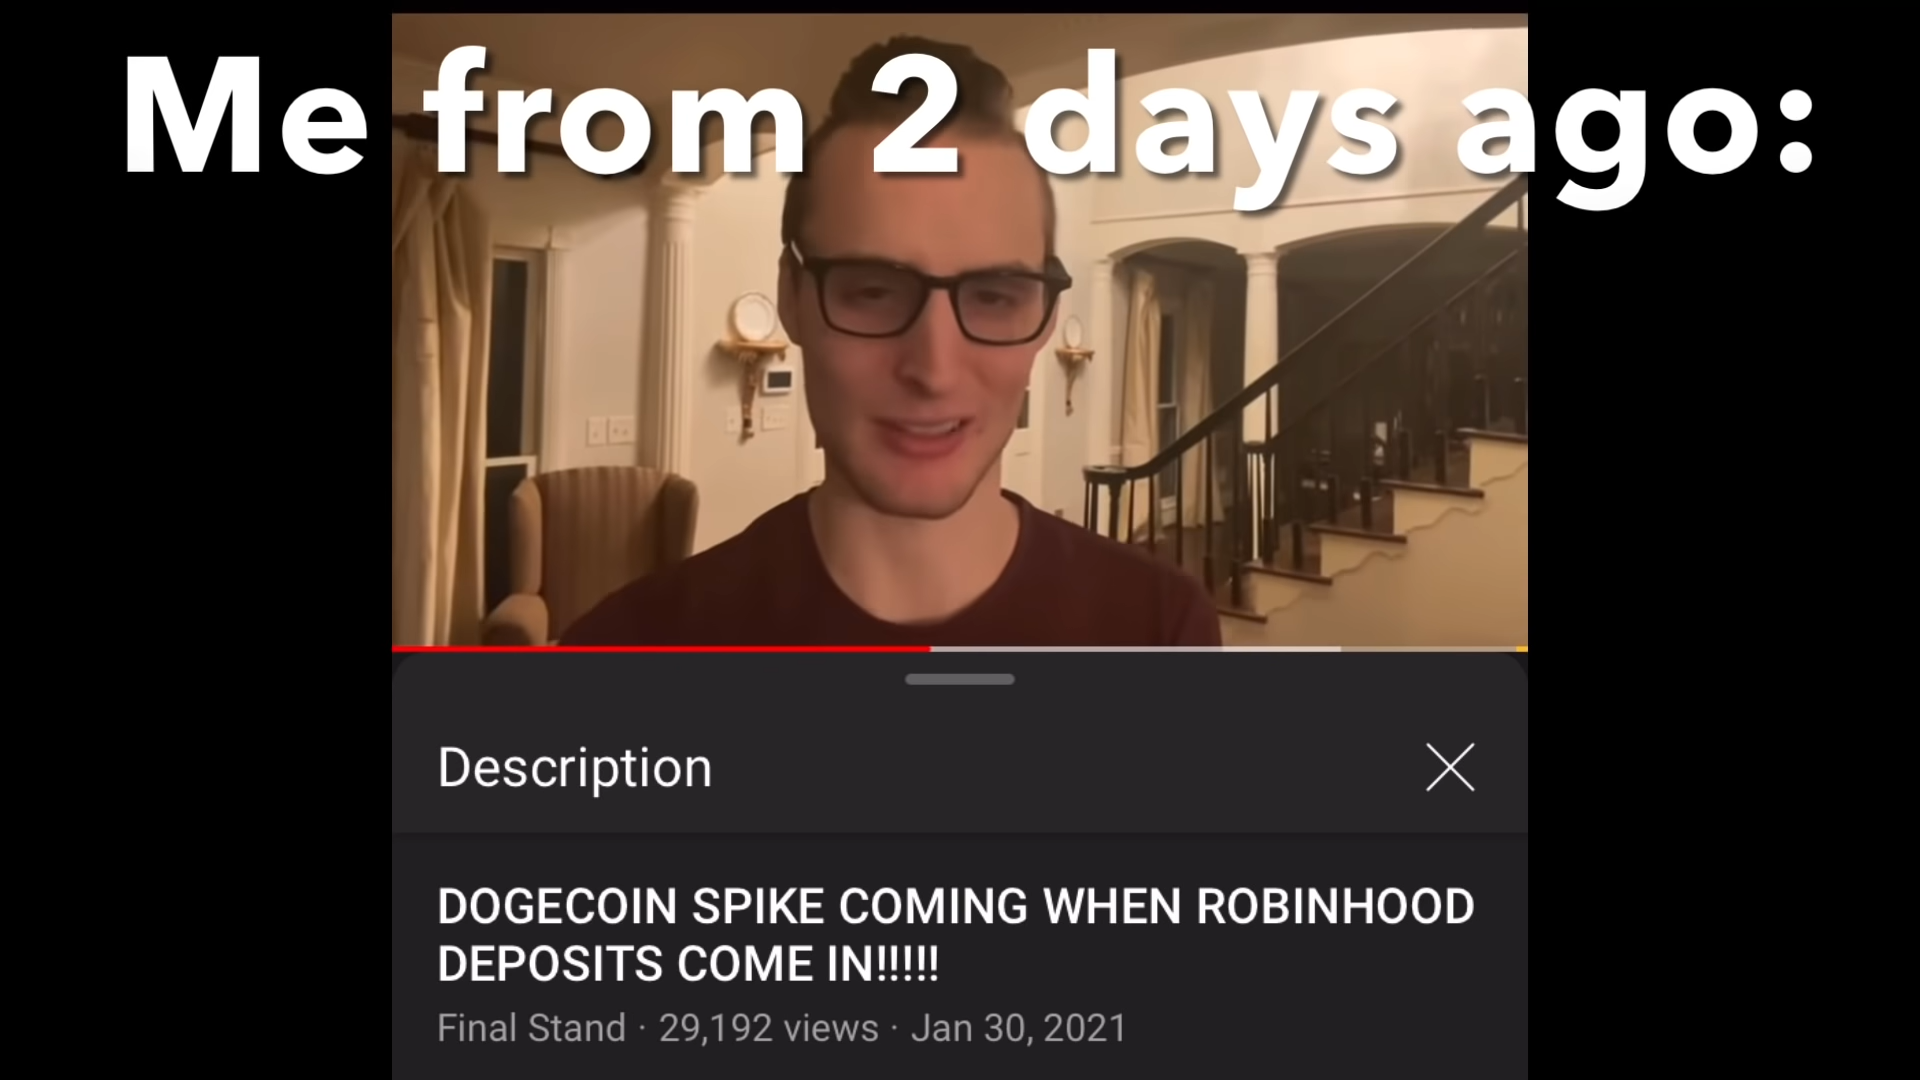 Me from 2 days ago:
Description
DOGECOIN SPIKE COMING WHEN ROBINHOOD
DEPOSITS COME IN!!!!!
Final Stand · 29,192 views · Jan 30, 2021